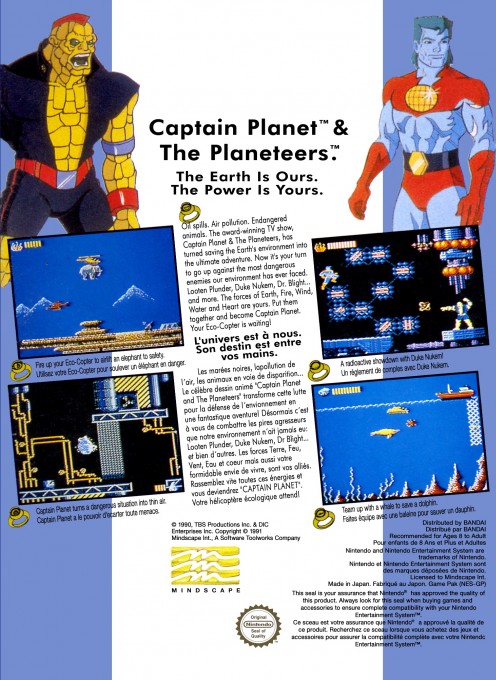 Captain Planet™ &
The Planeteers.™
The Earth Is Ours.
The Power Is Yours.
Oil spills. Air pollution. Endangered
animals. The award-winning TV show,
Captain Planet & The Planeteers, has
turned saving the Earth's environment into
the ultimate adventure. Now it's your turn
to go up against the most dangerous
enemies our environment has ever faced.
Looten Plunder, Duke Nukem, Dr. Blight...
and more. The forces of Earth, Fire, Wind,
Water and Heart are yours. Put them
together and become Captain Planet.
Your Eco-Copter is waiting!
L'univers est à nous.
Son destin est entre
vos mains.
Les marées noires, lapollution de
l'air, les animaux en voie de disparition...
Le célèbre dessin animé "Captain Planet
and The Planeteers" transforme cette lutte
pour la défense de l'enviornnement en
une fantastique aventure! Désormais c'est
à vous de combattre les pires agresseurs
que notre environnement n'ait jamais eu:
Looten Plunder, Duke Nukem, Dr Blight...
et bien d'autres. Les forces Terre, Feu,
Vent, Eau et coeur mais aussi votre
formidable envie de vivre, sont vos alliés.
Rassemblez vite toutes ces énergies et
vous deviendrez "CAPTAIN PLANET".
Votre hélicoptère écologique attend!
Fire up your Eco-Copter to airlift an elephant to safety.
Utilisez votre Eco-Copter pour soulever un éléphant en danger.
Captain Planet turns a dangerous situation into thin air.
Captain Planet a le pouvoir d'ecarter toute menace.
A radioactive showdown with Duke Nukem!
Un règlement de comples avec Duke Nukem.
Team up with a whale to save a dolphin.
Faites équipe avec une baleine pour sauver un dauphin.
© 1990, TBS Productions Inc. & DIC
Enterprises Inc. Copyright © 1991
Mindscape Int., A Software Toolworks Company
MINDSCAPE
Original
Nintendo
Seal of
Quality
Distributed by BANDAI
Distribué par BANDAI
Recommended for Ages 8 to Adult
Pour enfants de 8 Ans et Plus et Adultes
Nintendo and Nintendo Entertainment System are
trademarks of Nintendo.
Nintendo et Nintendo Entertainment System sont
des marques déposées de Nintendo.
Licensed to Mindscape Int.
Made in Japan. Fabriqué au Japon. Game Pak (NES-GP)
This seal is your assurance that Nintendo® has approved the quality of
this product. Always look for this seal when buying games and
accessories to ensure complete compatibility with your Nintendo
Entertainment System™.
Ce sceau est votre assurance que Nintendo® a approuvé la qualité de
ce produit. Recherchez ce sceau lorsque vous achetez des jeux et
accessoires pour assurer la compatibilité complète avec votre Nintendo
Entertainment System™.